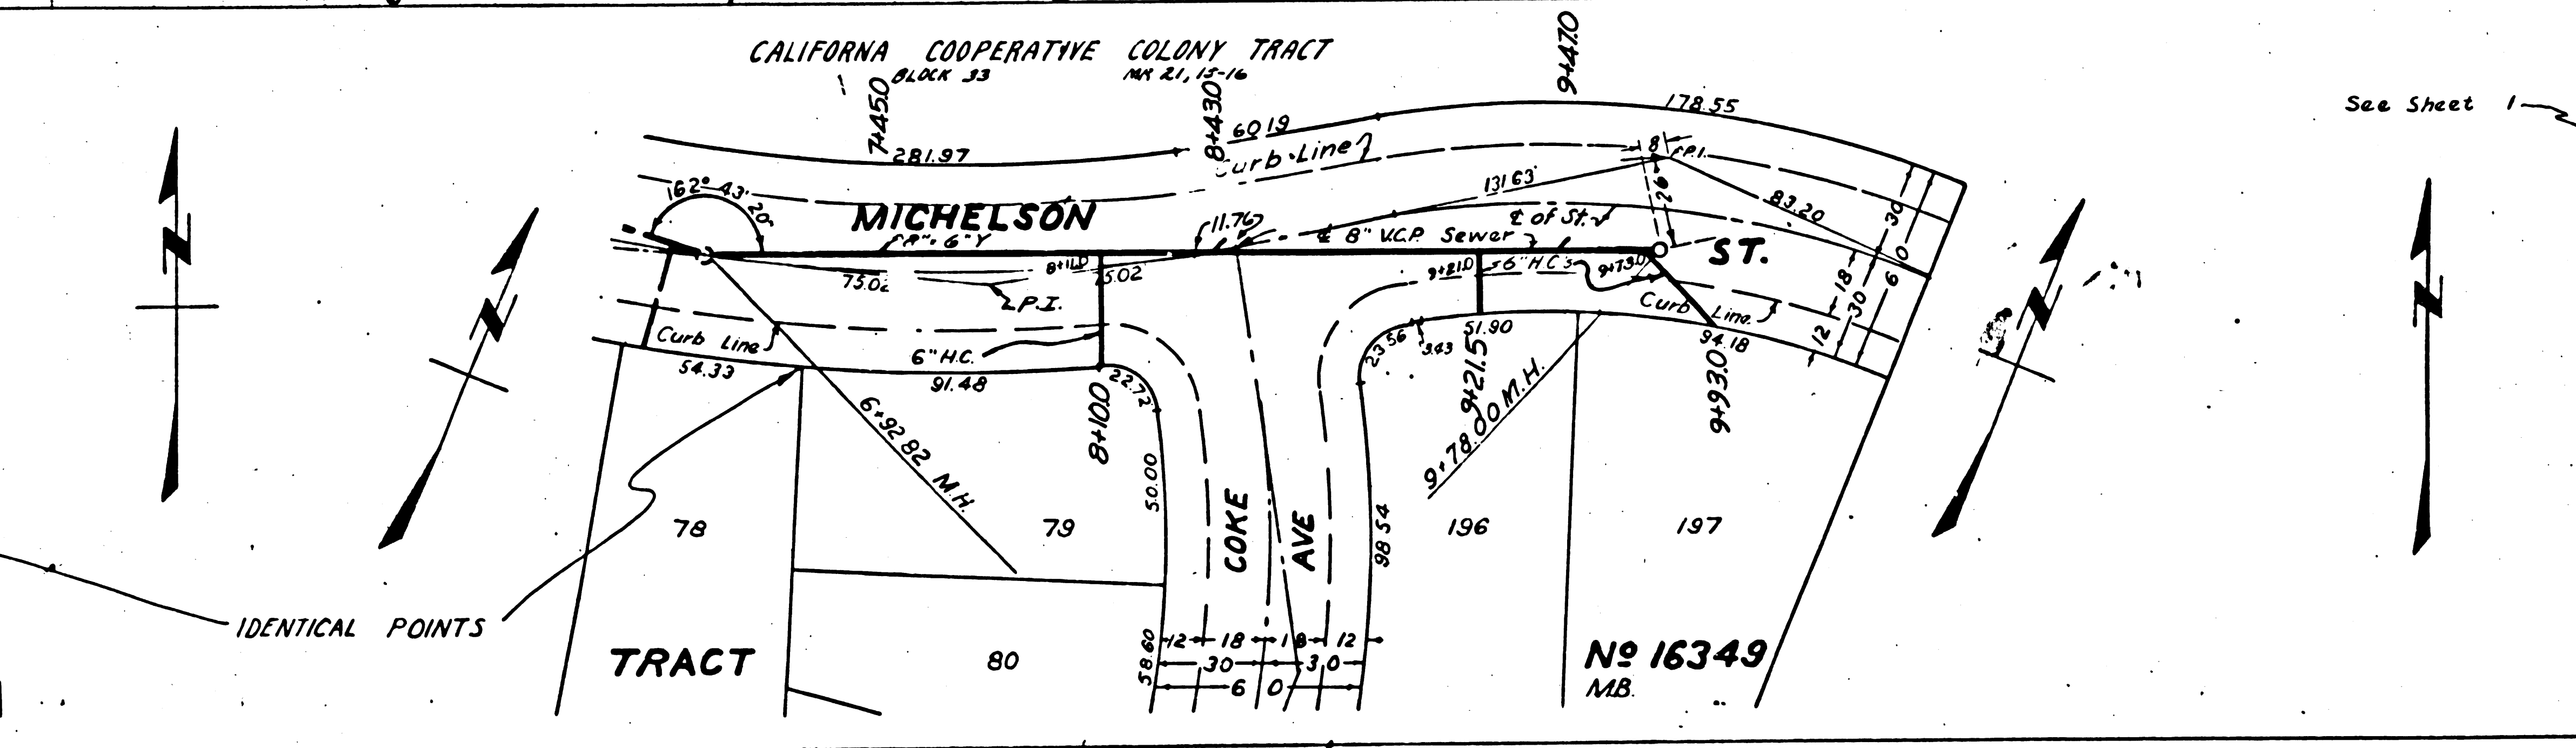 CALIFORNA COOPERATIVE COLONY TRACT
BLOCK 33 MR 21, 15-16
7+45.0
8+43.0
9+47.0
281.97
60.19
178.55
See Sheet 1
Curb Line
162° 43' 20"
MICHELSON
ST.
8" 6" Y
11.76
131.63
8
P.I.
26
83.20
℄ of St.
℄ 8" V.C.P. Sewer
75.02
P.I.
8+11.0
75.02
9+21.0
6" H.C's
9+73.0
30
30
60
18
12
Curb Line
6" H.C.
Curb Line
54.33
91.48
22.72
23.56
3.43
51.90
94.18
8+10.0
9+21.5
9+93.0
6+92.82 M.H.
9+78.00 M.H.
50.00
98.54
COKE AVE
78
79
196
197
IDENTICAL POINTS
TRACT
80
58.60
12 18 18 12
30 30
60
Nº 16349
M.B.